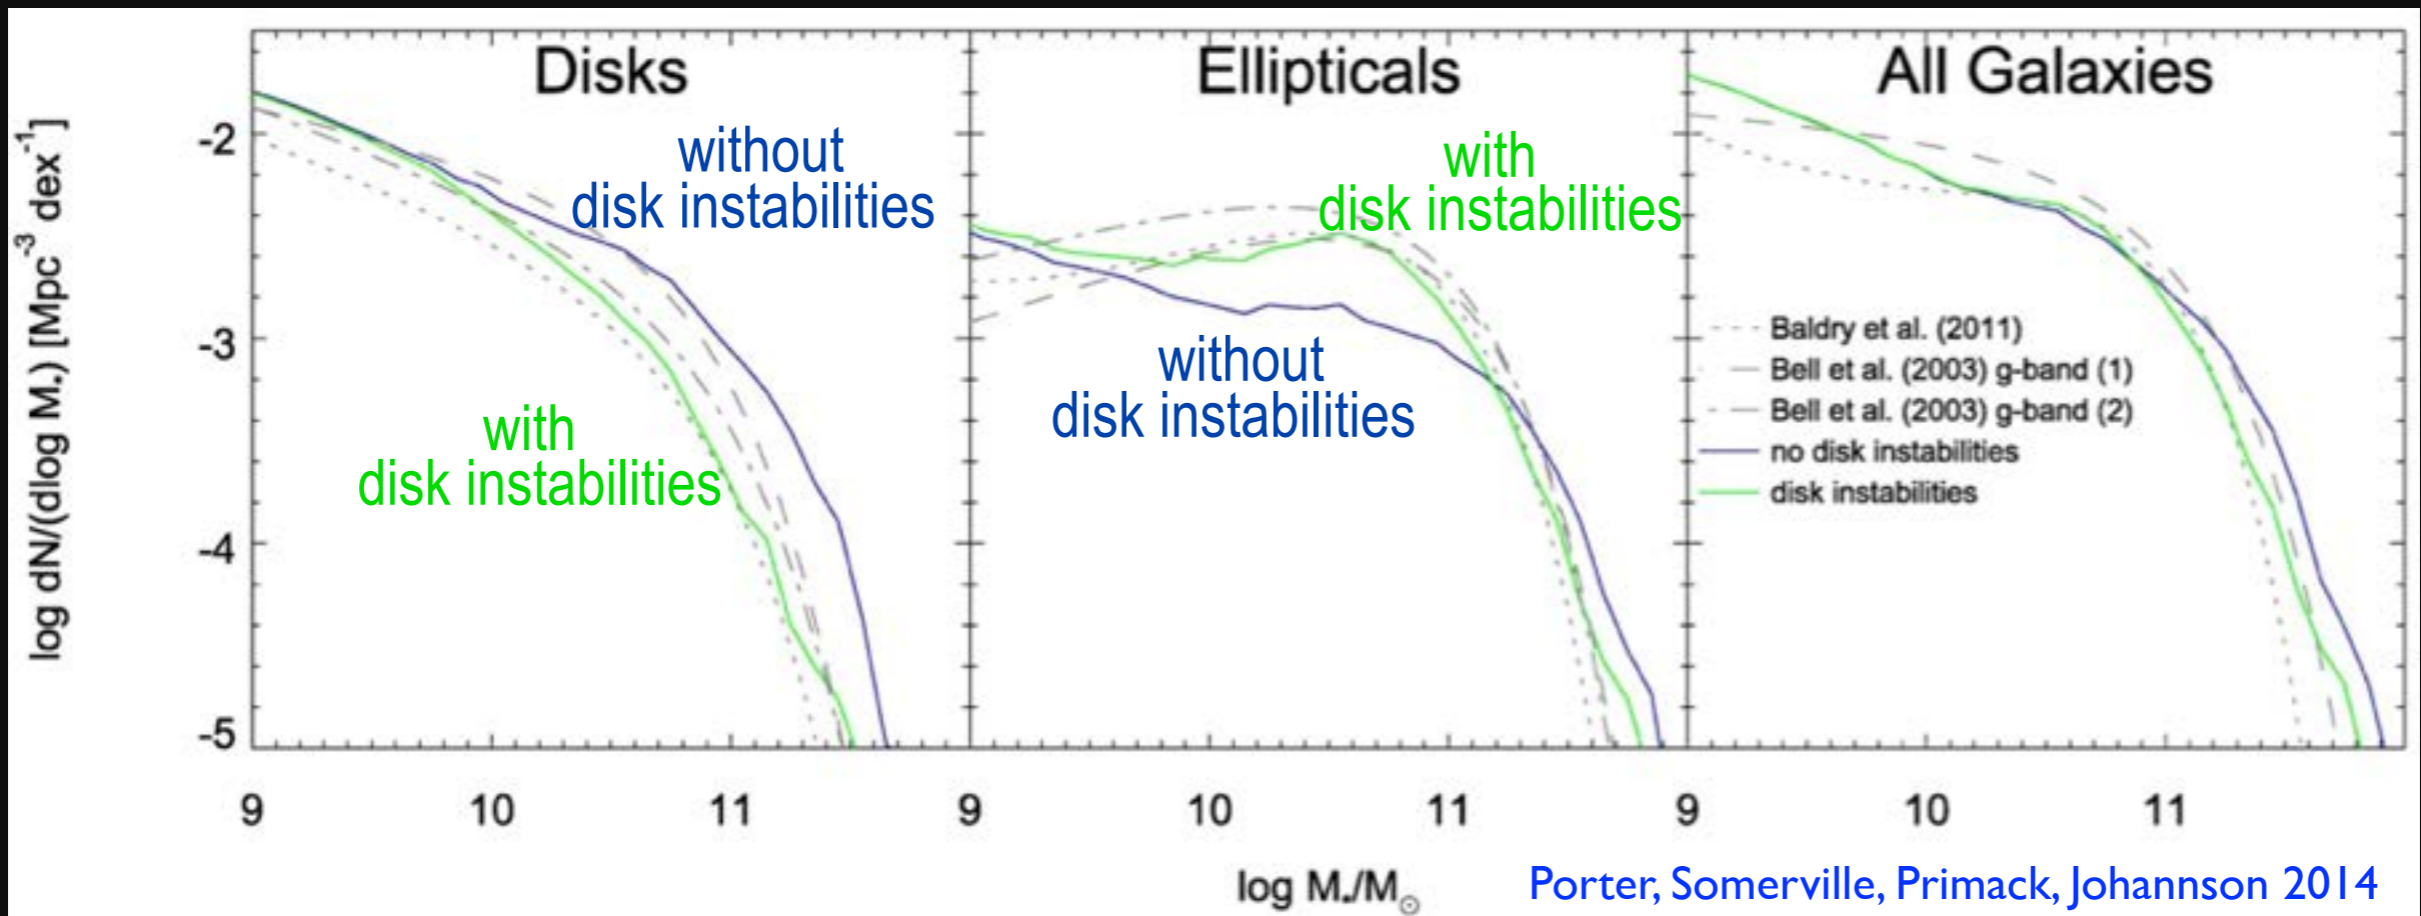 Disks
Ellipticals
All Galaxies
log dN/(dlog M*) [Mpc⁻³ dex⁻¹]
-2
-3
-4
-5
without
disk instabilities
with
disk instabilities
with
disk instabilities
without
disk instabilities
Baldry et al. (2011)
Bell et al. (2003) g-band (1)
Bell et al. (2003) g-band (2)
no disk instabilities
disk instabilities
9 10 11
9 10 11
9 10 11
log M*/M⊙
Porter, Somerville, Primack, Johannson 2014